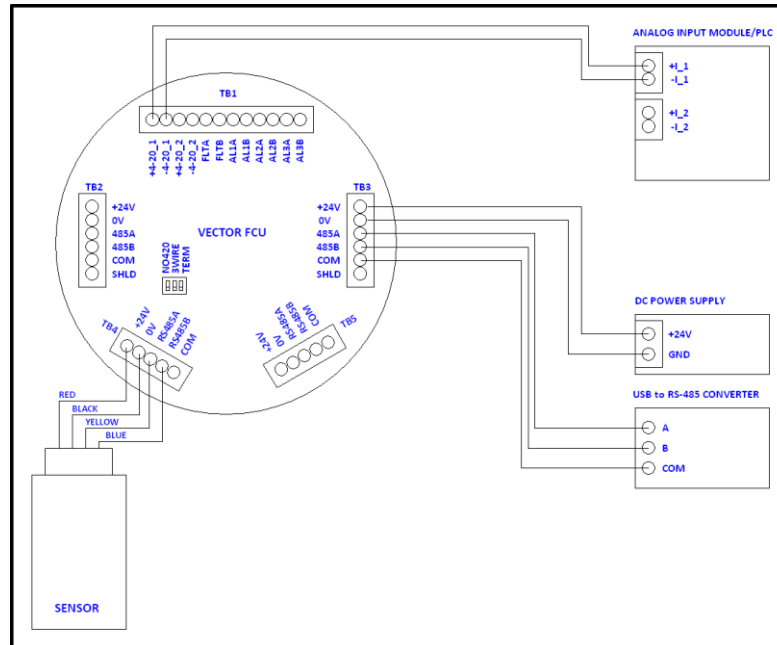 ANALOG INPUT MODULE/PLC
+I_1
-I_1
+I_2
-I_2
TB1
+4-20_1
-4-20_1
+4-20_2
-4-20_2
FLTA
FLTB
AL1A
AL1B
AL2A
AL2B
AL3A
AL3B
TB2
+24V
0V
485A
485B
COM
SHLD
VECTOR FCU
NO420
3WIRE
TERM
TB3
+24V
0V
485A
485B
COM
SHLD
TB4
+24V
0V
RS485A
RS485B
COM
+24V
0V
RS485A
RS485B
COM
TB5
DC POWER SUPPLY
+24V
GND
USB to RS-485 CONVERTER
A
B
COM
RED
BLACK
YELLOW
BLUE
SENSOR